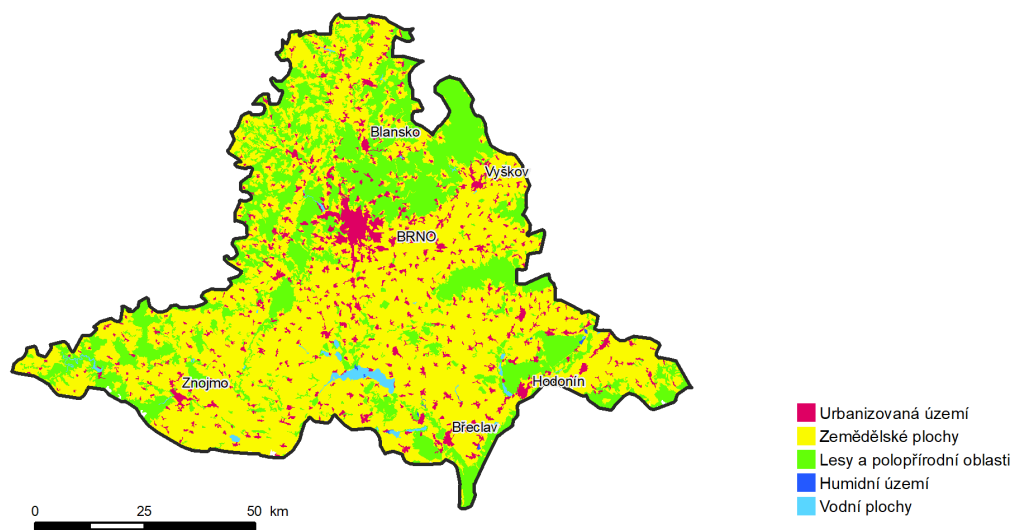 Blansko
Vyškov
BRNO
Znojmo
Hodonín
Břeclav
Urbanizovaná území
Zemědělské plochy
Lesy a polopřírodní oblasti
Humidní území
Vodní plochy
0 25 50 km